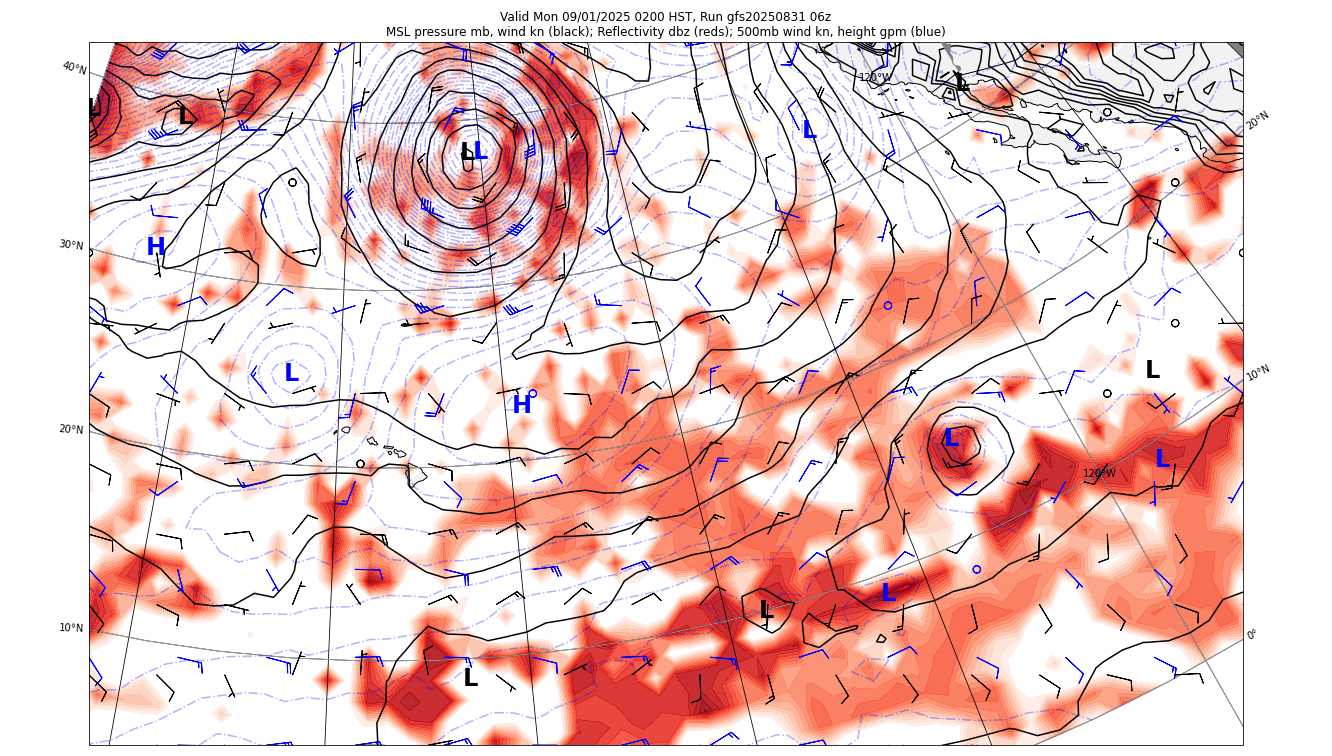 Valid Mon 09/01/2025 0200 HST, Run gfs20250831 06z
MSL pressure mb, wind kn (black); Reflectivity dbz (reds); 500mb wind kn, height gpm (blue)
40°N
120°W
L
L
L
20°N
L
L L
H
30°N
L
L
10°N
H
20°N
L
L
120°W
L
L
10°N
0°
L